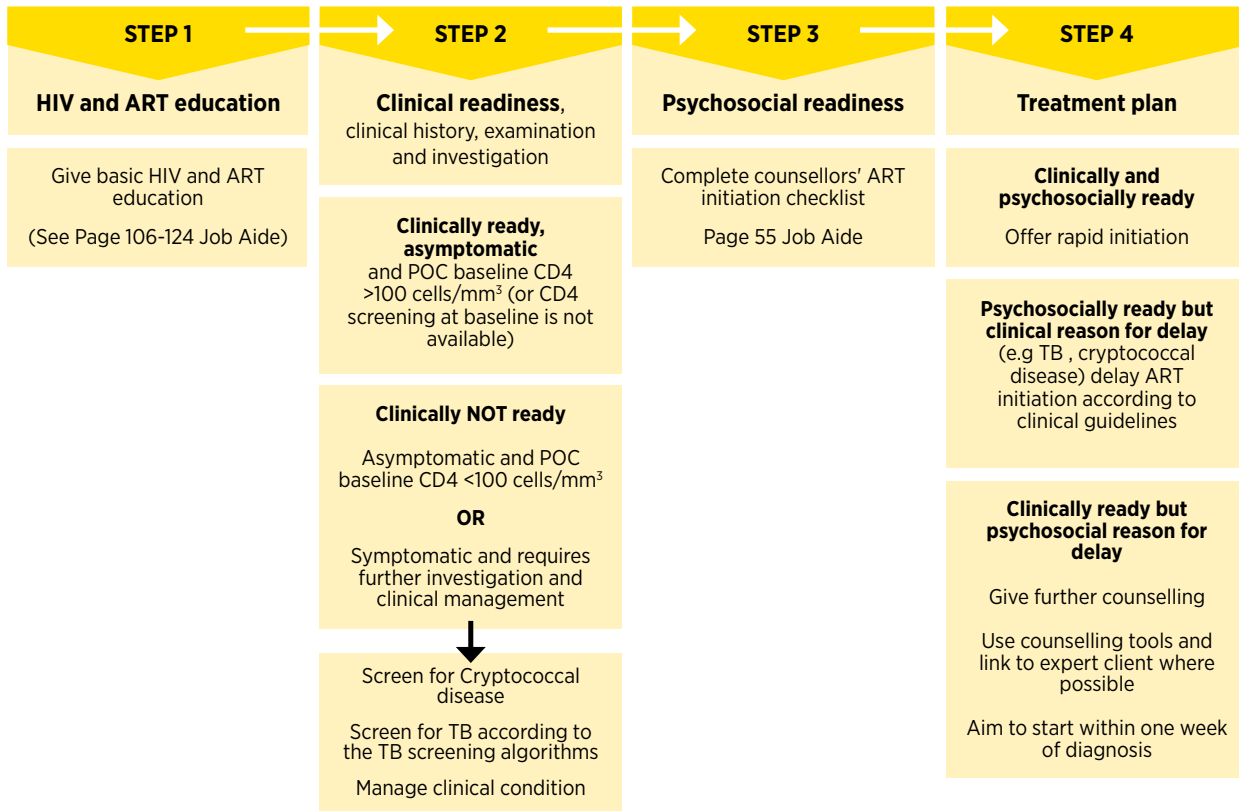 STEP 1
HIV and ART education
Give basic HIV and ART
education
(See Page 106-124 Job Aide)
STEP 2
Clinical readiness,
clinical history, examination
and investigation
Clinically ready,
asymptomatic
and POC baseline CD4
>100 cells/mm³ (or CD4
screening at baseline is not
available)
Clinically NOT ready
Asymptomatic and POC
baseline CD4 <100 cells/mm³
OR
Symptomatic and requires
further investigation and
clinical management
Screen for Cryptococcal
disease
Screen for TB according to
the TB screening algorithms
Manage clinical condition
STEP 3
Psychosocial readiness
Complete counsellors' ART
initiation checklist
Page 55 Job Aide
STEP 4
Treatment plan
Clinically and
psychosocially ready
Offer rapid initiation
Psychosocially ready but
clinical reason for delay
(e.g TB , cryptococcal
disease) delay ART
initiation according to
clinical guidelines
Clinically ready but
psychosocial reason for
delay
Give further counselling
Use counselling tools and
link to expert client where
possible
Aim to start within one week
of diagnosis